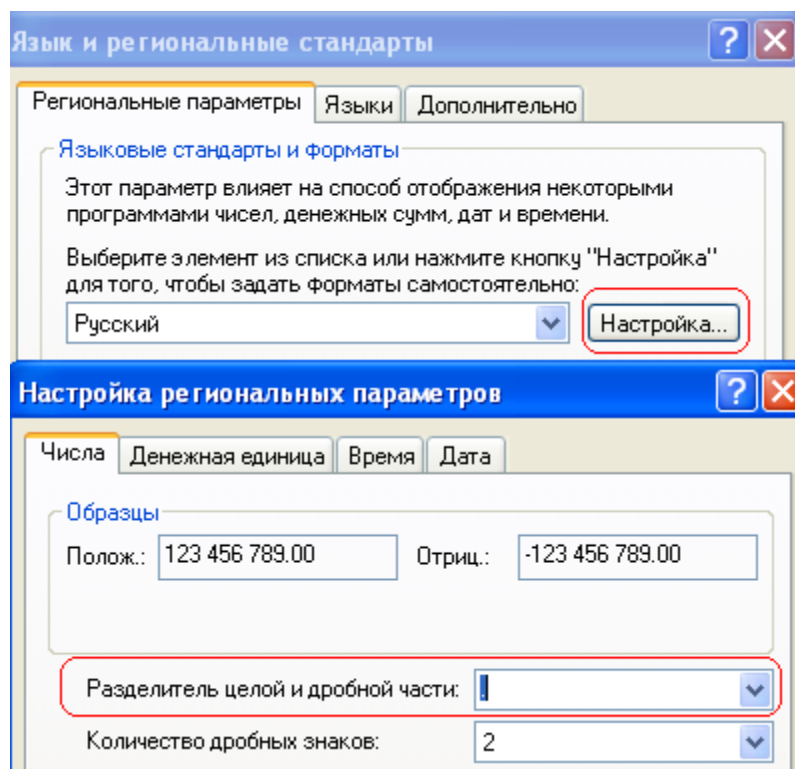 Язык и региональные стандарты
Региональные параметры Языки Дополнительно
Языковые стандарты и форматы
Этот параметр влияет на способ отображения некоторыми
программами чисел, денежных сумм, дат и времени.
Выберите элемент из списка или нажмите кнопку "Настройка"
для того, чтобы задать форматы самостоятельно:
Русский Настройка...
Настройка региональных параметров
Числа Денежная единица Время Дата
Образцы
Полож.: 123 456 789.00 Отриц.: -123 456 789.00
Разделитель целой и дробной части: .
Количество дробных знаков: 2